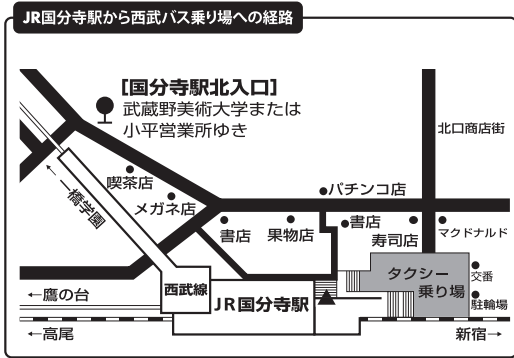 JR国分寺駅から西武バス乗り場への経路
[国分寺駅北入口]
武蔵野美術大学または
小平営業所ゆき
北口商店街
喫茶店
メガネ店
パチンコ店
一橋学園
書店
果物店
書店
寿司店
マクドナルド
タクシー
乗り場
交番
駐輪場
西武線
JR国分寺駅
←鷹の台
←高尾
新宿→